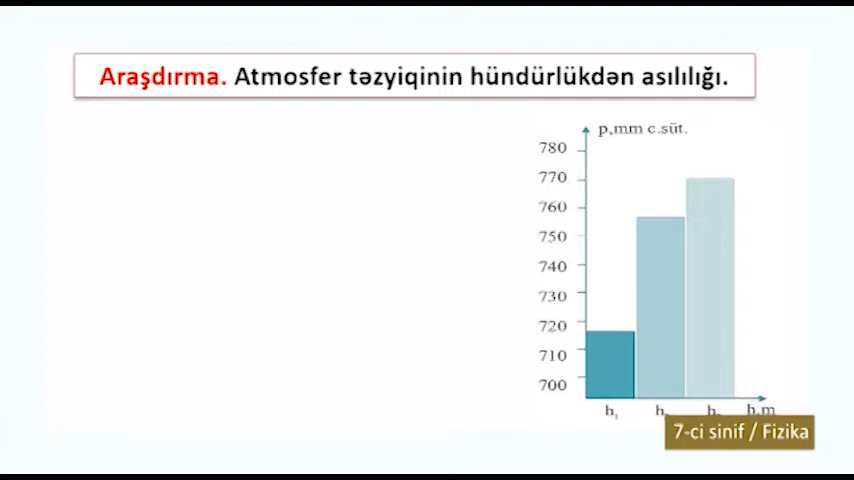 Araşdırma. Atmosfer təzyiqinin hündürlükdən asılılığı.
p,mm c.süt.
780
770
760
750
740
730
720
710
700
h₁
h,m
7-ci sinif / Fizika